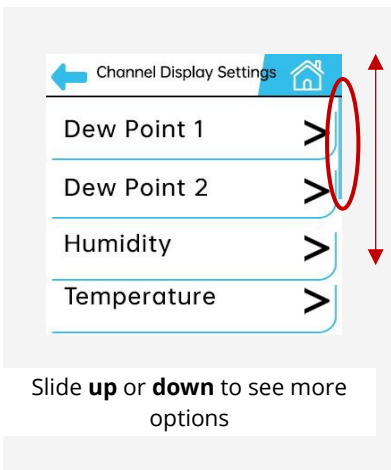 Channel Display Settings
Dew Point 1 >
Dew Point 2 >
Humidity >
Temperature >
Slide up or down to see more
options